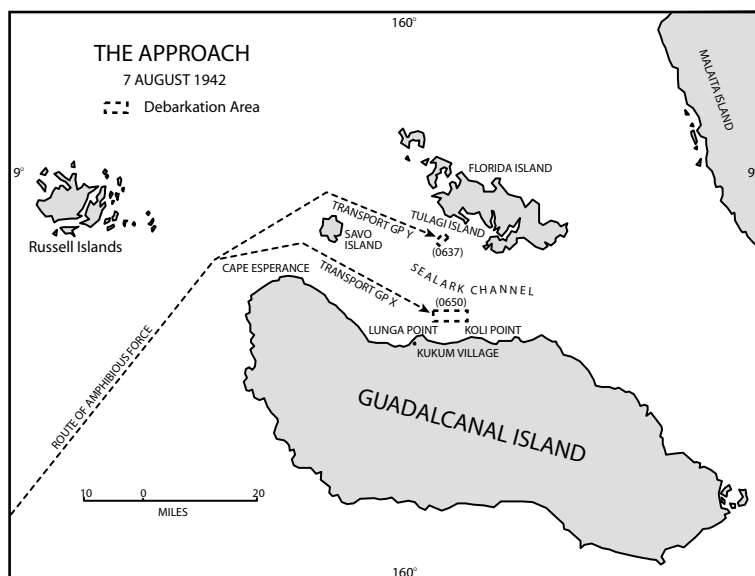 160°
THE APPROACH
7 AUGUST 1942
Debarkation Area
MALAITA ISLAND
9°
9
FLORIDA ISLAND
Russell Islands
TRANSPORT GP Y
TULAGI ISLAND
SAVO
ISLAND
(0637)
CAPE ESPERANCE
TRANSPORT GP X
SEALARK CHANNEL
(0650)
LUNGA POINT
KOLI POINT
KUKUM VILLAGE
ROUTE OF AMPHIBIOUS FORCE
GUADALCANAL ISLAND
10 0 20
MILES
160°